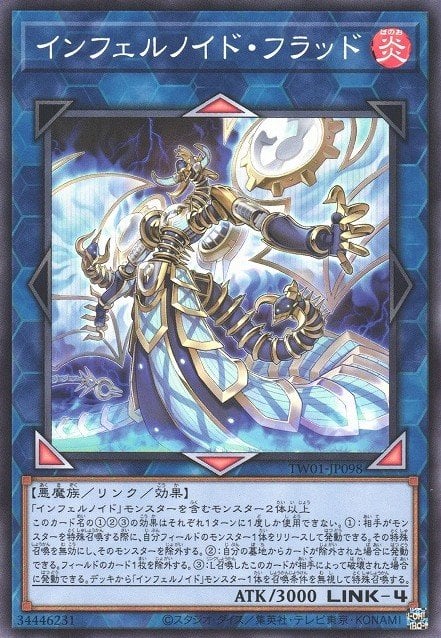 インフェルノイド・フラッド
炎
TW01-JP098
【悪魔族/リンク/効果】
「インフェルノイド」モンスターを含むモンスター2体以上
このカード名の①②③の効果はそれぞれ1ターンに1度しか使用できない。①:相手がモン
スターを特殊召喚する際に、自分フィールドのモンスター1体をリリースして発動できる。その特殊
召喚を無効にし、そのモンスターを除外する。②:自分の墓地からカードが除外された場合に発動
できる。フィールドのカード1枚を除外する。③:L召喚したこのカードが相手によって破壊された場合
に発動できる。デッキから「インフェルノイド」モンスター1体を召喚条件を無視して特殊召喚する。
ATK/3000 LINK-4
34446231 ©スタジオ・ダイス/集英社・テレビ東京・KONAMI